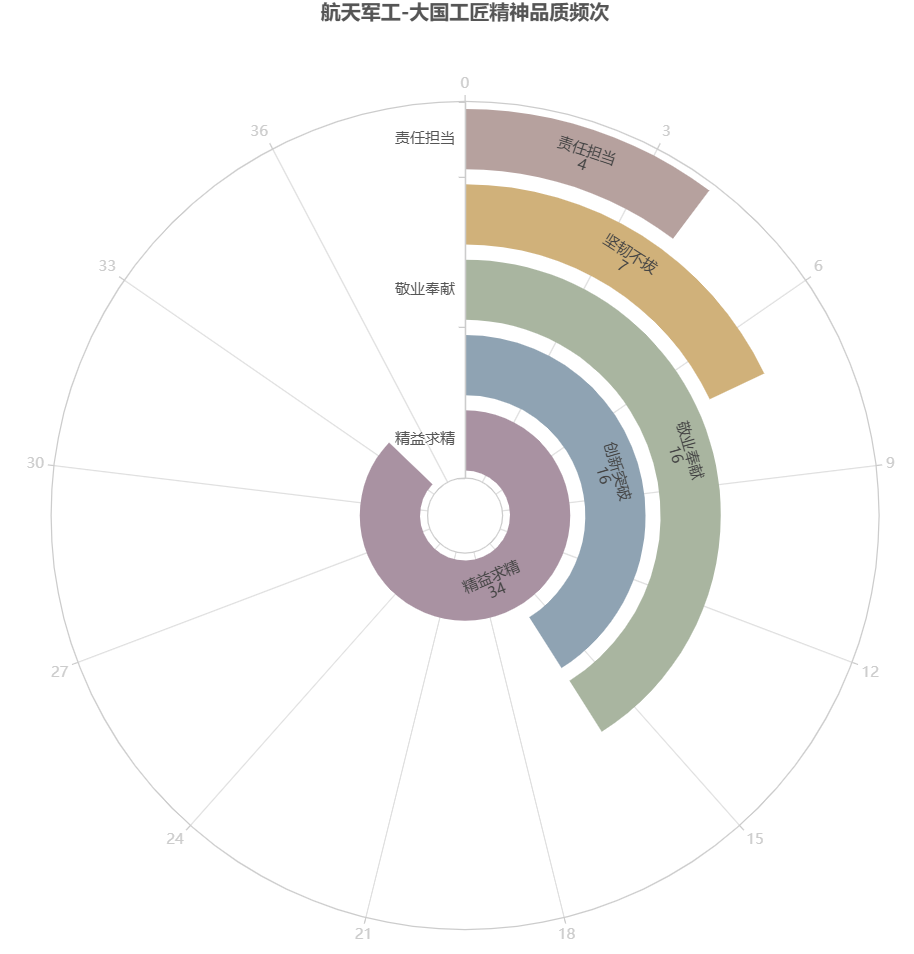 航天军工-大国工匠精神品质频次
0
3
6
9
12
15
18
21
24
27
30
33
36
责任担当
敬业奉献
精益求精
责任担当
4
坚韧不拔
7
敬业奉献
16
创新突破
16
精益求精
34